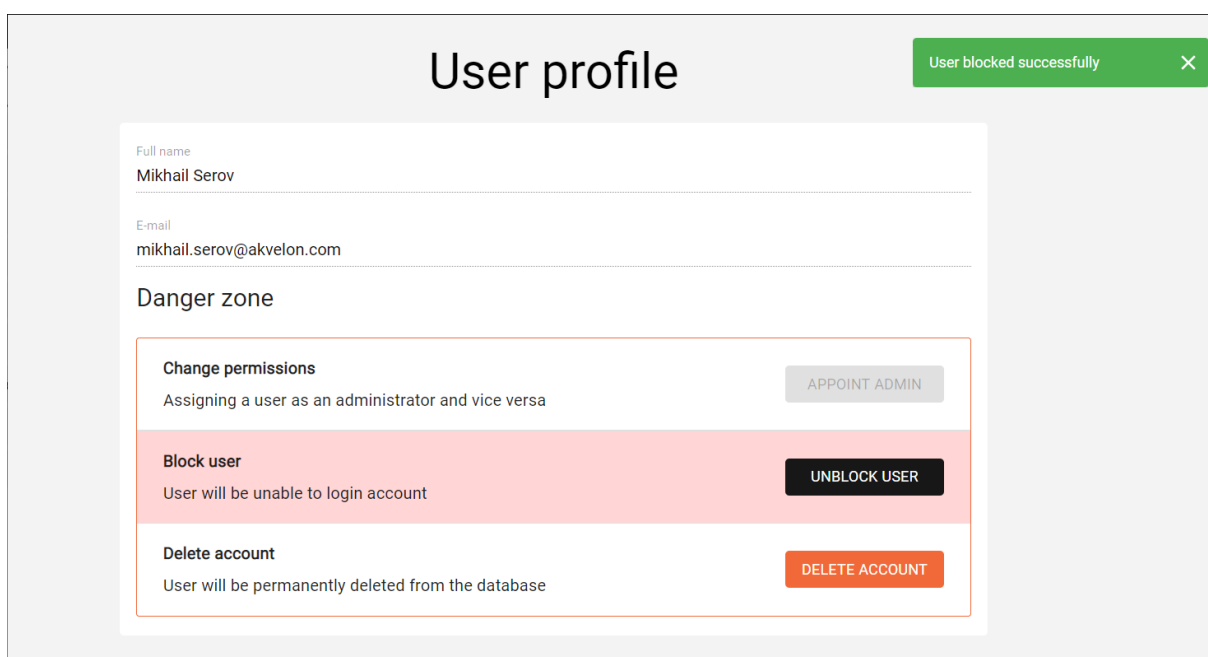 User profile
User blocked successfully
Full name
Mikhail Serov
E-mail
mikhail.serov@akvelon.com
Danger zone
Change permissions
Assigning a user as an administrator and vice versa
APPOINT ADMIN
Block user
User will be unable to login account
UNBLOCK USER
Delete account
User will be permanently deleted from the database
DELETE ACCOUNT